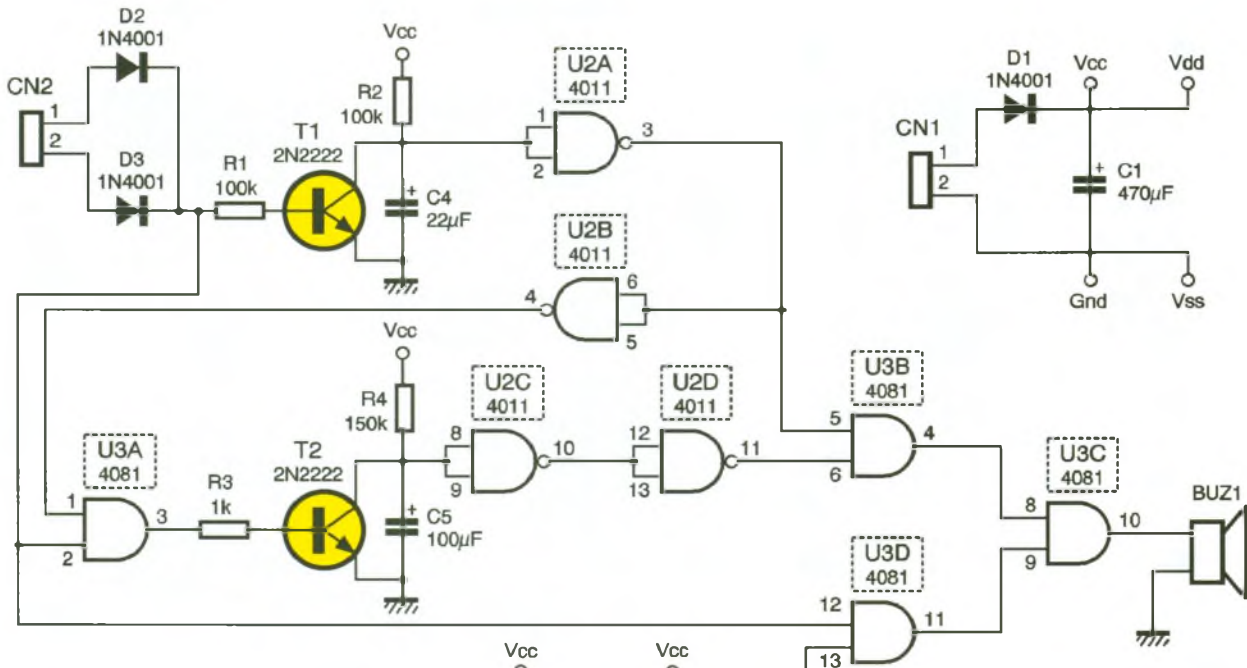 D2
1N4001
CN2
1
2
D3
1N4001
R1
100k
T1
2N2222
Vcc
R2
100k
+
C4
22µF
U2A
4011
1
2
3
U2B
4011
4
6
5
D1
1N4001
Vcc
Vdd
CN1
1
2
+
C1
470µF
Gnd
Vss
Vcc
R4
150k
U2C
4011
8
9
10
U2D
4011
12
13
11
U3B
4081
5
6
4
U3A
4081
1
2
3
R3
1k
T2
2N2222
+
C5
100µF
U3C
4081
8
9
10
BUZ1
U3D
4081
12
13
11
Vcc
Vcc